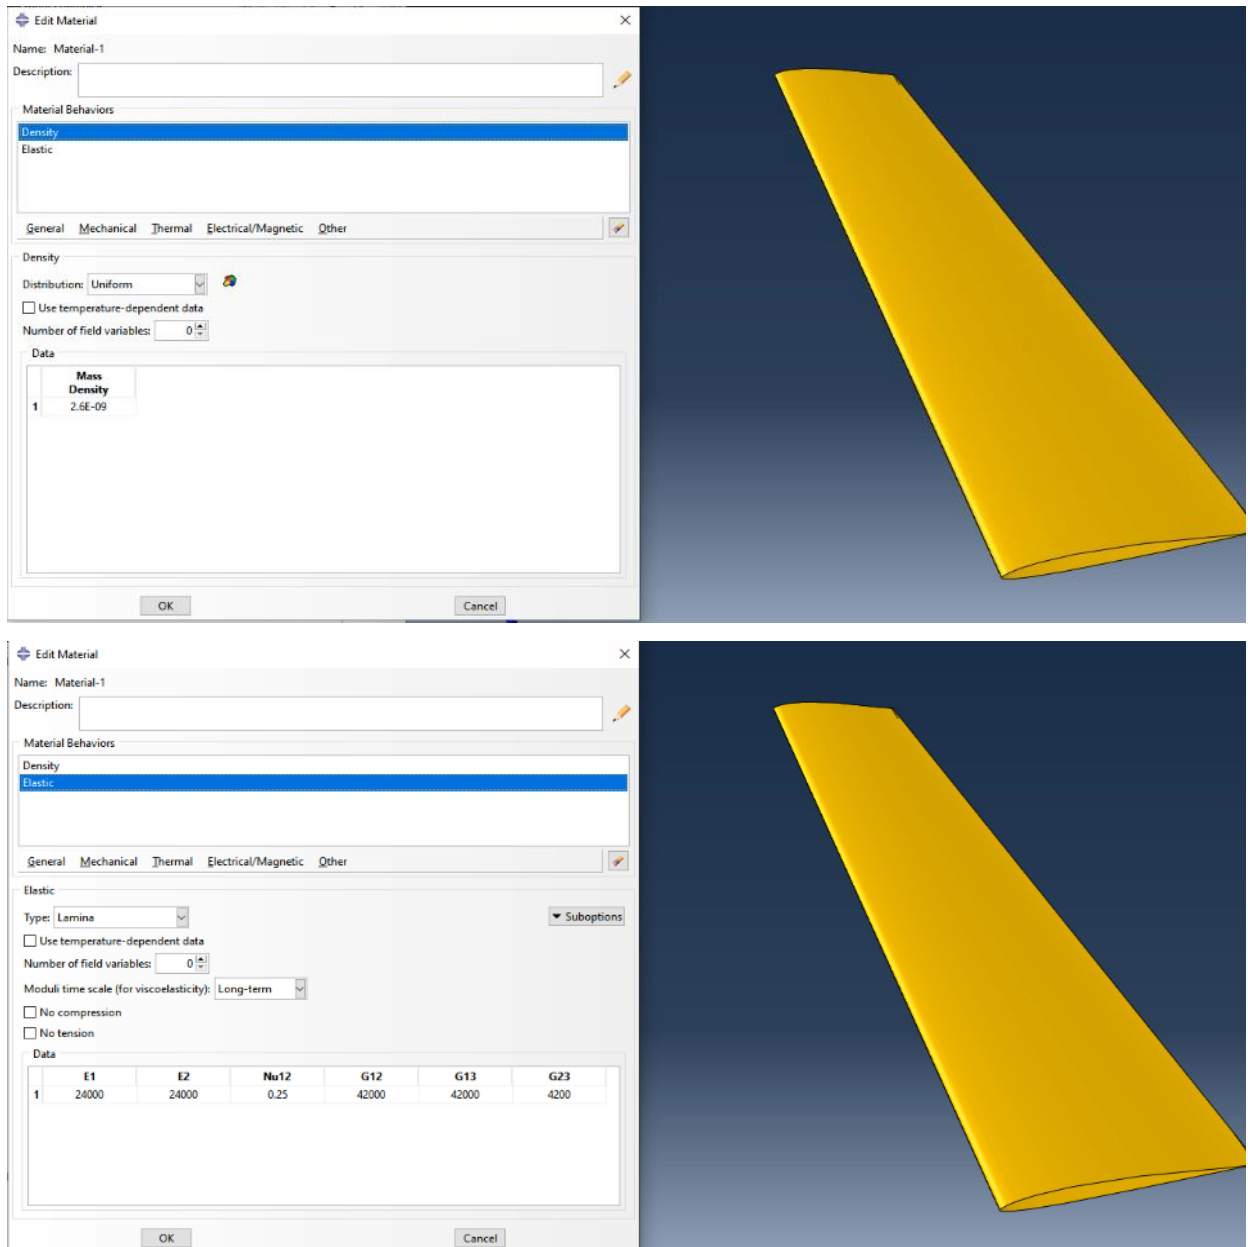 Edit Material
Name: Material-1
Description:
Material Behaviors
Density
Elastic
General Mechanical Thermal Electrical/Magnetic Other
Density
Distribution: Uniform
Use temperature-dependent data
Number of field variables: 0
Data
Mass
Density
1 2.6E-09
OK Cancel
Edit Material
Name: Material-1
Description:
Material Behaviors
Density
Elastic
General Mechanical Thermal Electrical/Magnetic Other
Elastic
Type: Lamina Suboptions
Use temperature-dependent data
Number of field variables: 0
Moduli time scale (for viscoelasticity): Long-term
No compression
No tension
Data
E1 E2 Nu12 G12 G13 G23
1 24000 24000 0.25 42000 42000 4200
OK Cancel